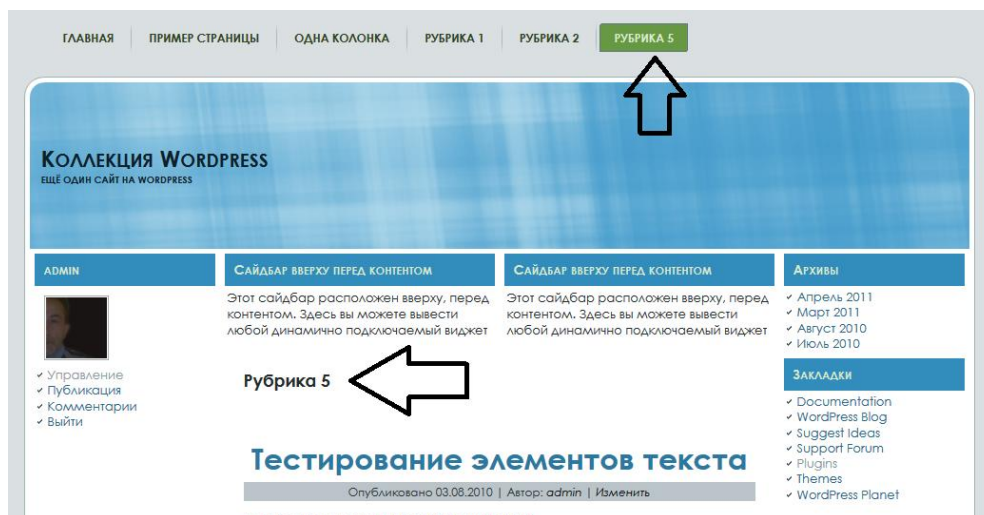 ГЛАВНАЯ
ПРИМЕР СТРАНИЦЫ
ОДНА КОЛОНКА
РУБРИКА 1
РУБРИКА 2
РУБРИКА 5
Коллекция Wordpress
ещё один сайт на wordpress
ADMIN
Управление
Публикация
Комментарии
Выйти
Сайдбар вверху перед контентом
Этот сайдбар расположен вверху, перед
контентом. Здесь вы можете вывести
любой динамично подключаемый виджет
Сайдбар вверху перед контентом
Этот сайдбар расположен вверху, перед
контентом. Здесь вы можете вывести
любой динамично подключаемый виджет
Рубрика 5
Тестирование элементов текста
Опубликовано 03.08.2010 | Автор: admin | Изменить
Архивы
Апрель 2011
Март 2011
Август 2010
Июль 2010
Закладки
Documentation
WordPress Blog
Suggest Ideas
Support Forum
Plugins
Themes
WordPress Planet